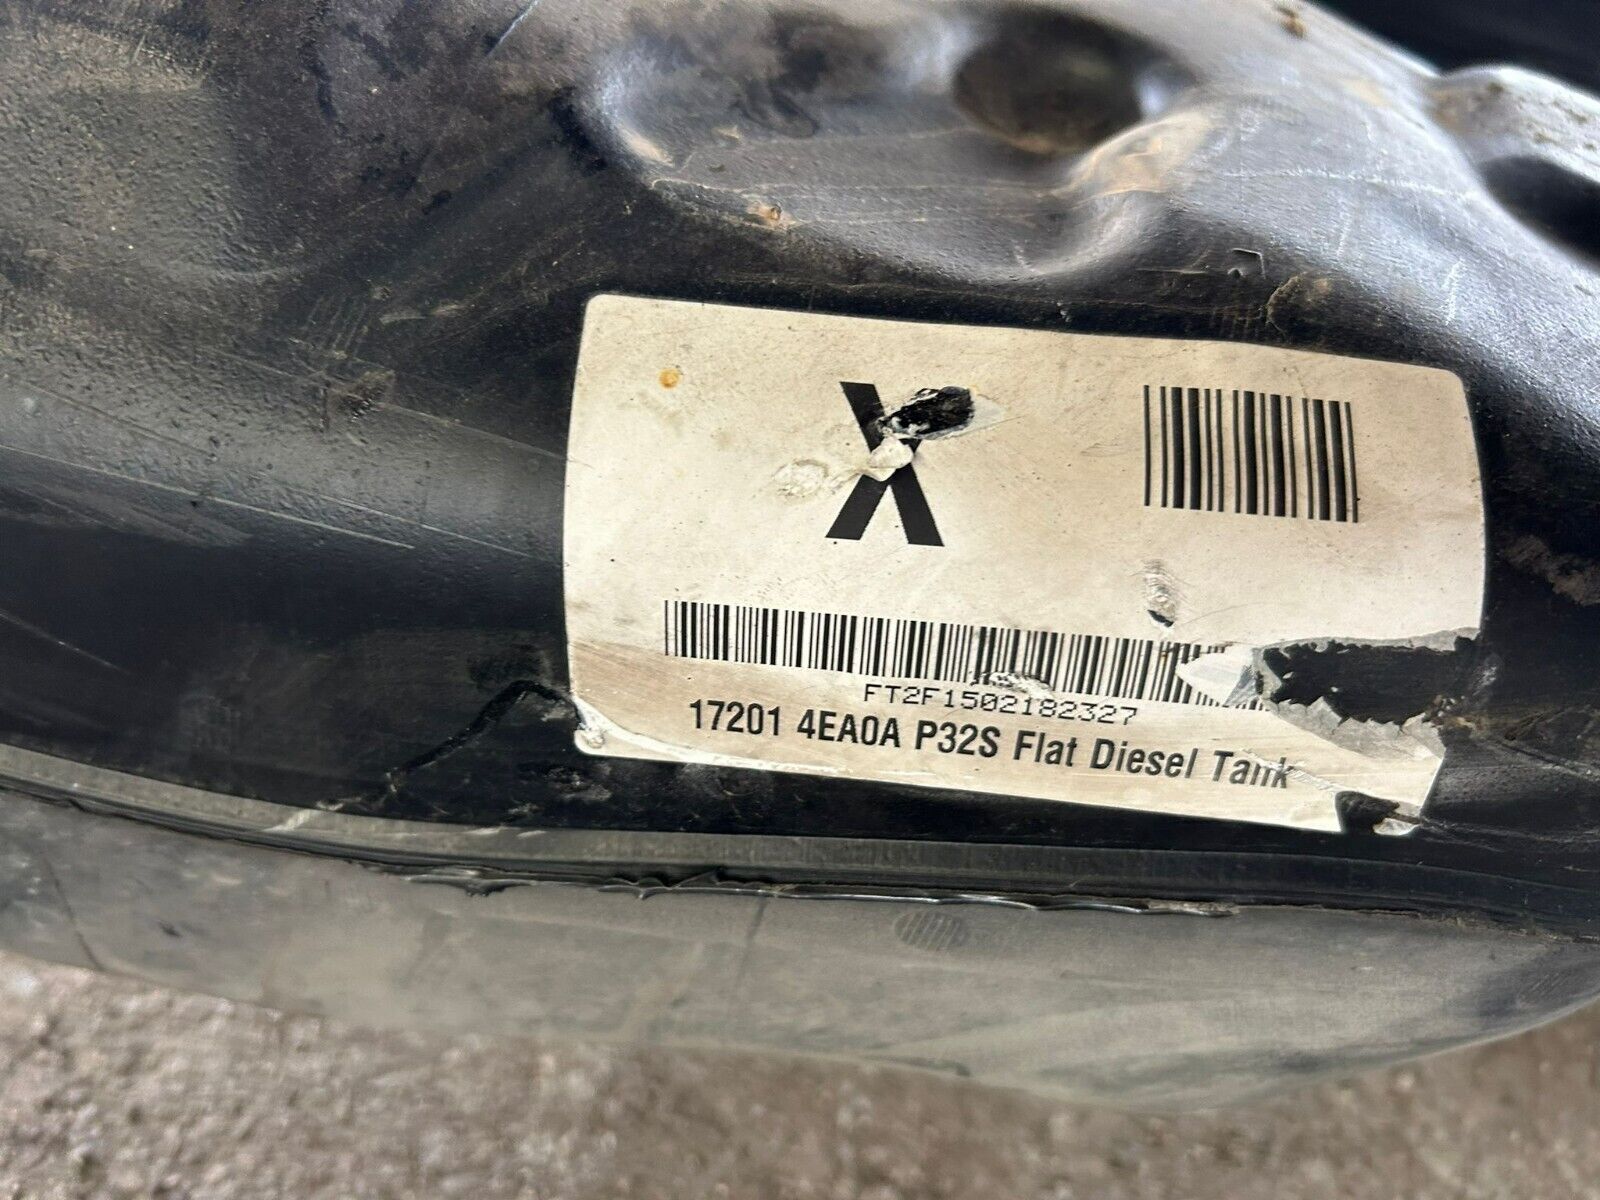 X
FT2F1502182327
17201 4EA0A P32S Flat Diesel Tank